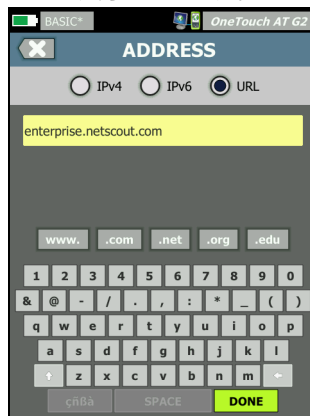 BASIC* OneTouch AT G2
ADDRESS
IPv4 IPv6 URL
enterprise.netscout.com
www. .com .net .org .edu
1 2 3 4 5 6 7 8 9 0
& @ - / . , : * _ ( )
q w e r t y u i o p
a s d f g h j k l
z x c v b n m
çñßà SPACE DONE